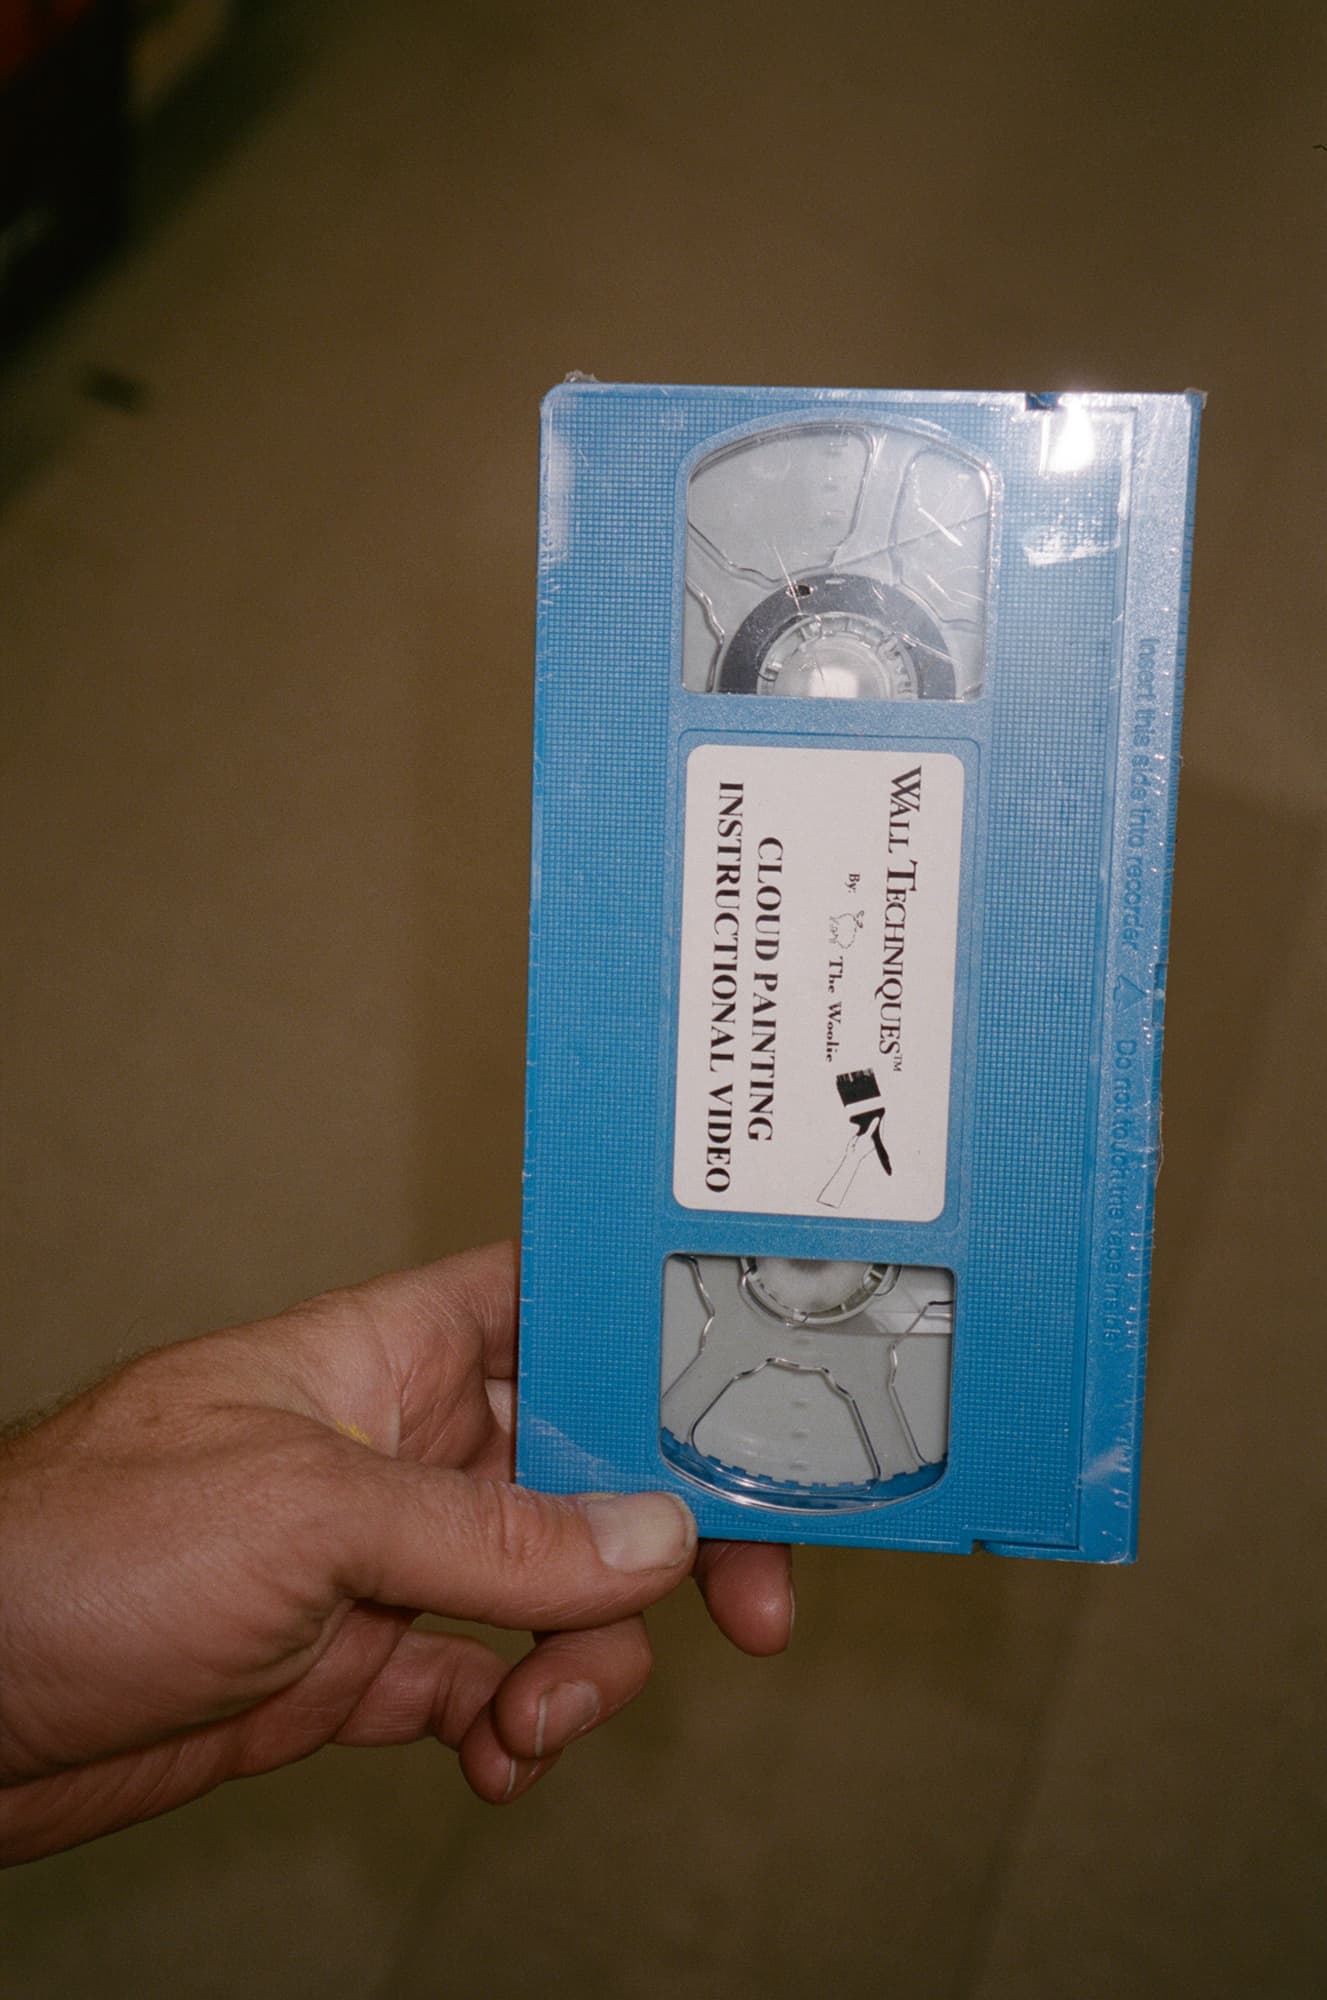 WALL TECHNIQUES™
By: The Woolie
CLOUD PAINTING
INSTRUCTIONAL VIDEO
Insert this side into recorder △ Do not touch the tape inside